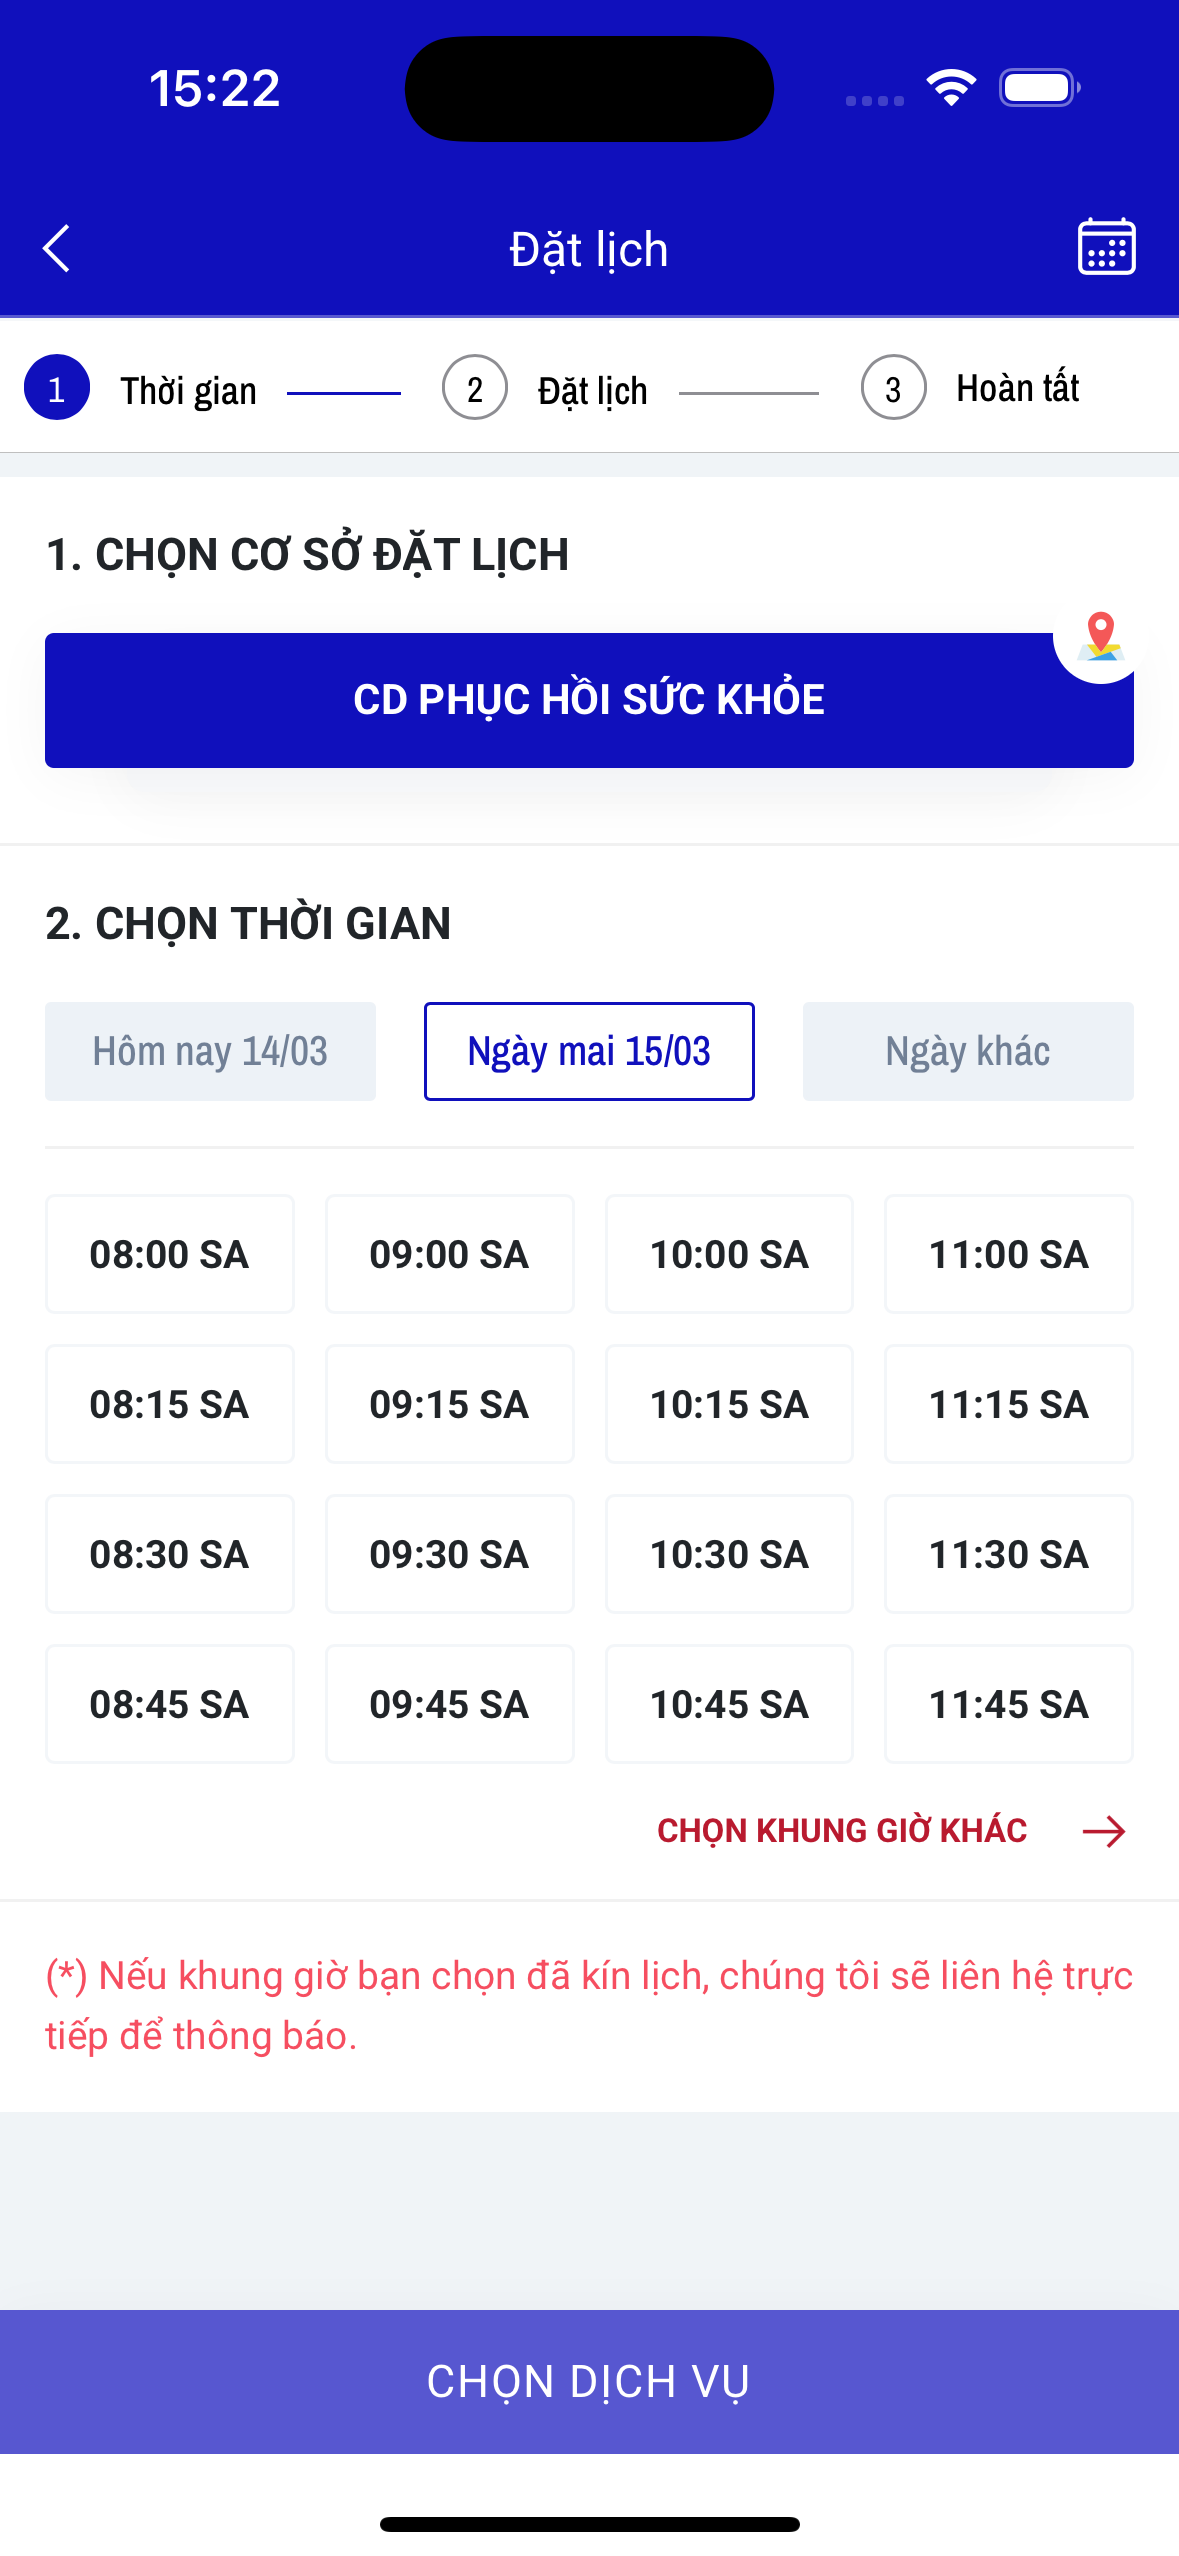 15:22
Đặt lịch
1 Thời gian 2 Đặt lịch 3 Hoàn tất
1. CHỌN CƠ SỞ ĐẶT LỊCH
CD PHỤC HỒI SỨC KHỎE
2. CHỌN THỜI GIAN
Hôm nay 14/03 Ngày mai 15/03 Ngày khác
08:00 SA 09:00 SA 10:00 SA 11:00 SA
08:15 SA 09:15 SA 10:15 SA 11:15 SA
08:30 SA 09:30 SA 10:30 SA 11:30 SA
08:45 SA 09:45 SA 10:45 SA 11:45 SA
CHỌN KHUNG GIỜ KHÁC
(*) Nếu khung giờ bạn chọn đã kín lịch, chúng tôi sẽ liên hệ trực
tiếp để thông báo.
CHỌN DỊCH VỤ